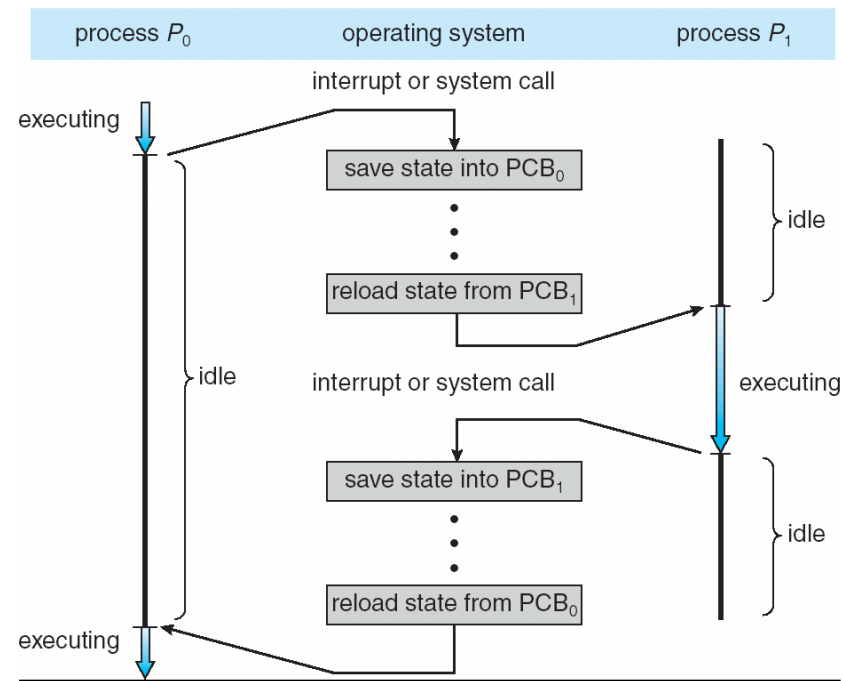 process P₀ operating system process P₁
interrupt or system call
executing
save state into PCB₀
idle
reload state from PCB₁
idle
interrupt or system call
executing
save state into PCB₁
idle
reload state from PCB₀
executing